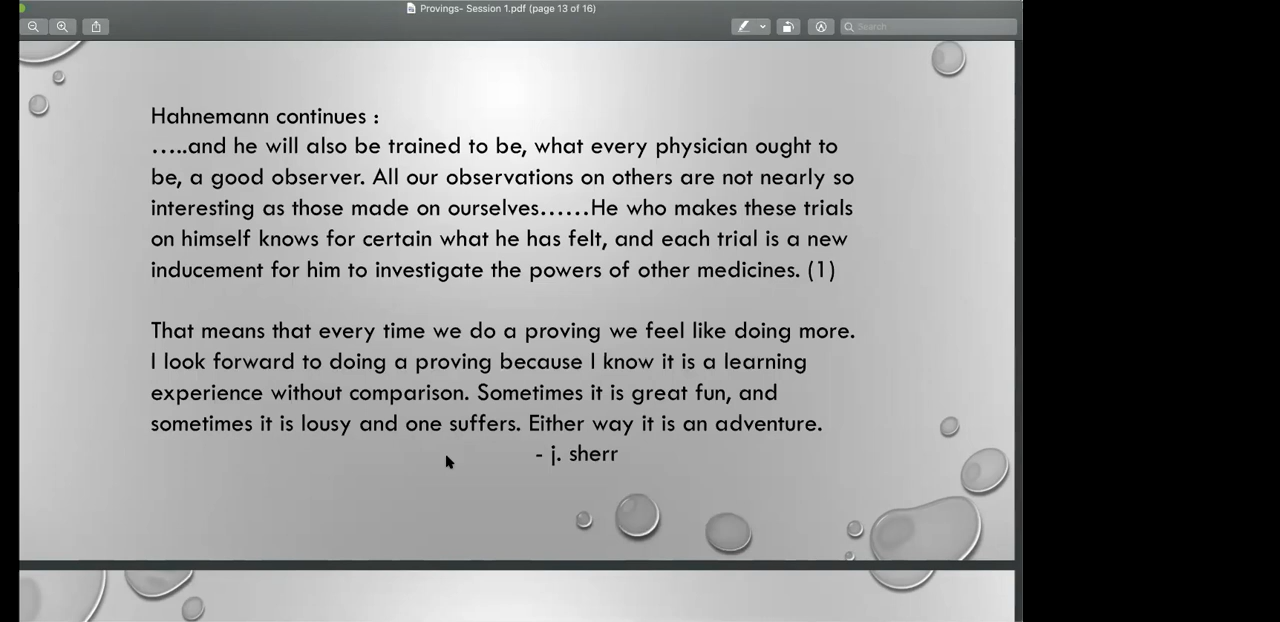 Provings- Session 1.pdf (page 13 of 16)
Search
Hahnemann continues :
…..and he will also be trained to be, what every physician ought to
be, a good observer. All our observations on others are not nearly so
interesting as those made on ourselves……He who makes these trials
on himself knows for certain what he has felt, and each trial is a new
inducement for him to investigate the powers of other medicines. (1)
That means that every time we do a proving we feel like doing more.
I look forward to doing a proving because I know it is a learning
experience without comparison. Sometimes it is great fun, and
sometimes it is lousy and one suffers. Either way it is an adventure.
- j. sherr